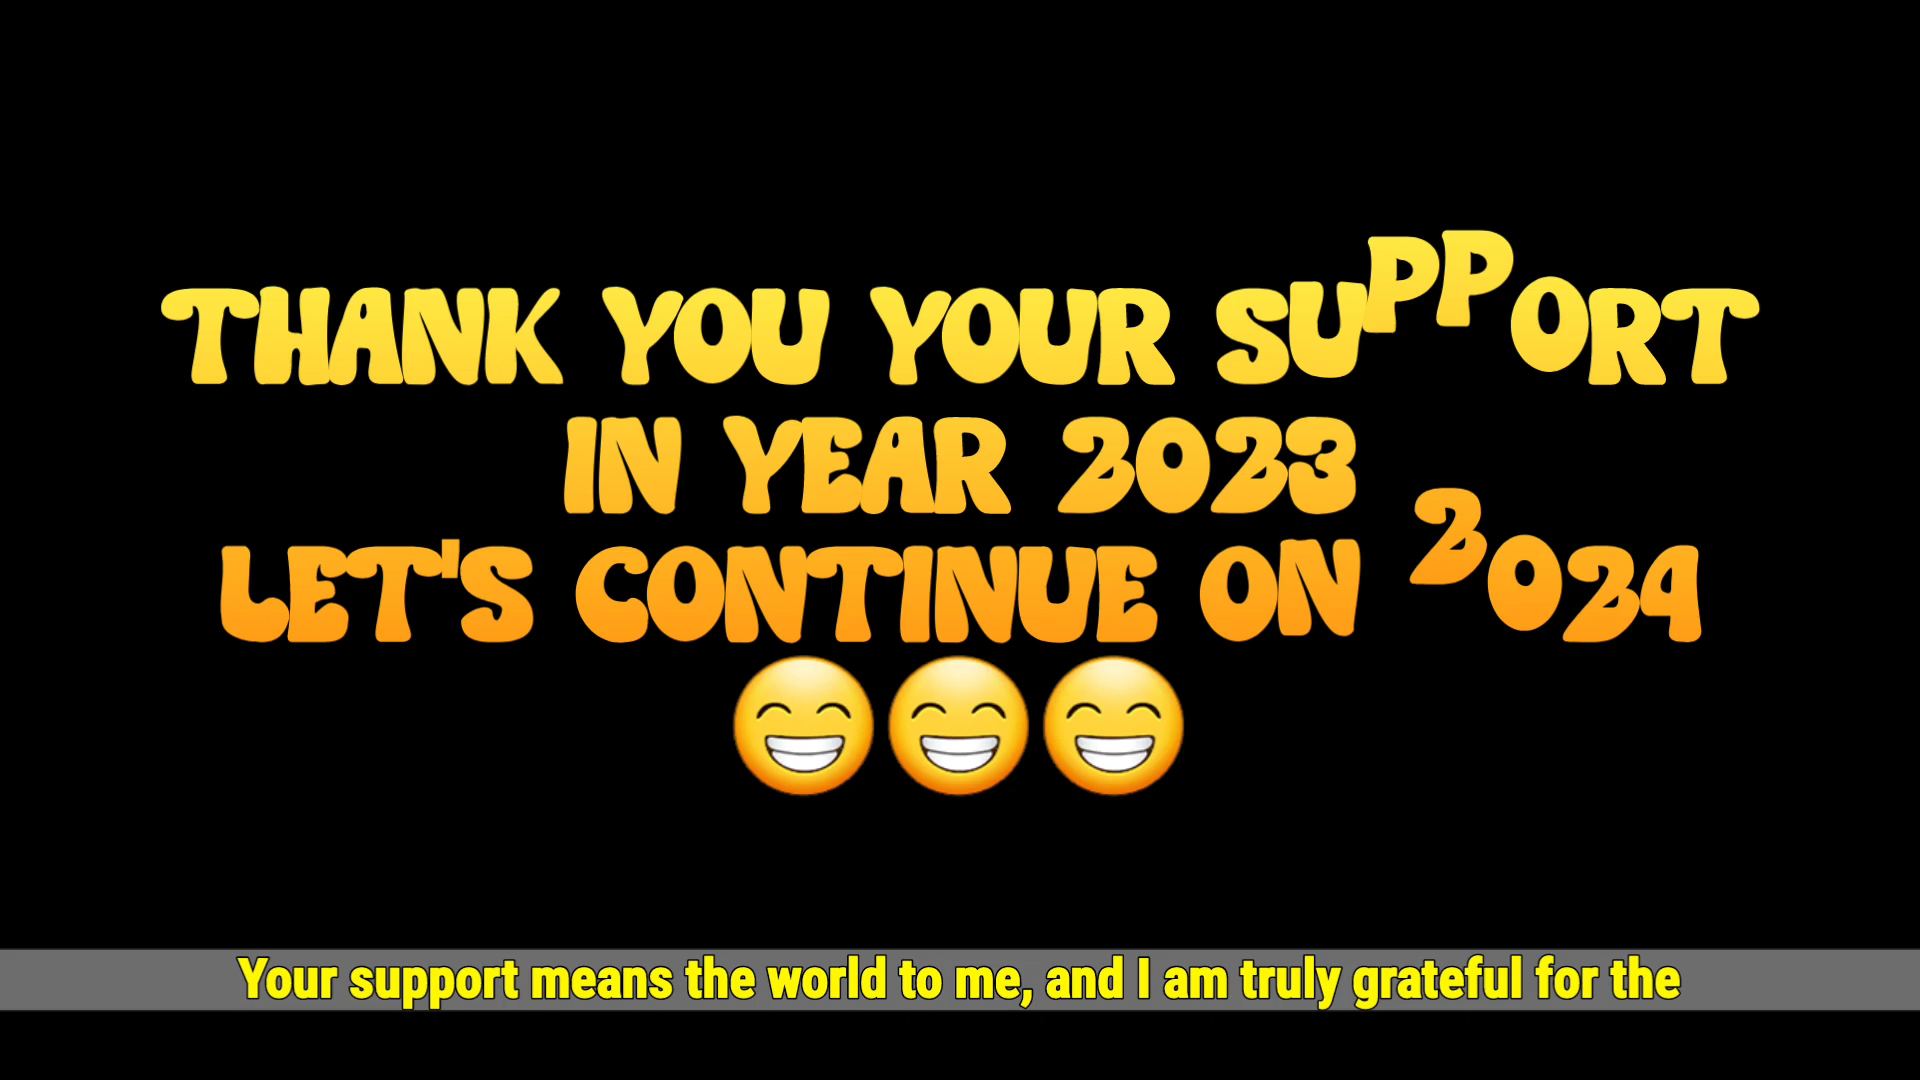 THANK YOU YOUR SUPPORT
IN YEAR 2023
LET'S CONTINUE ON 2024
😁😁😁
Your support means the world to me, and I am truly grateful for the